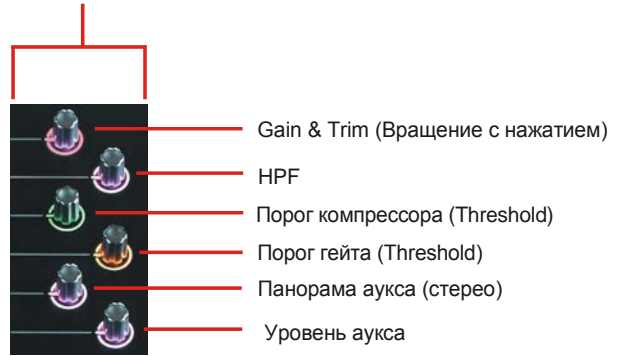 Gain & Trim (Вращение с нажатием)
HPF
Порог компрессора (Threshold)
Порог гейта (Threshold)
Панорама аукса (стерео)
Уровень аукса